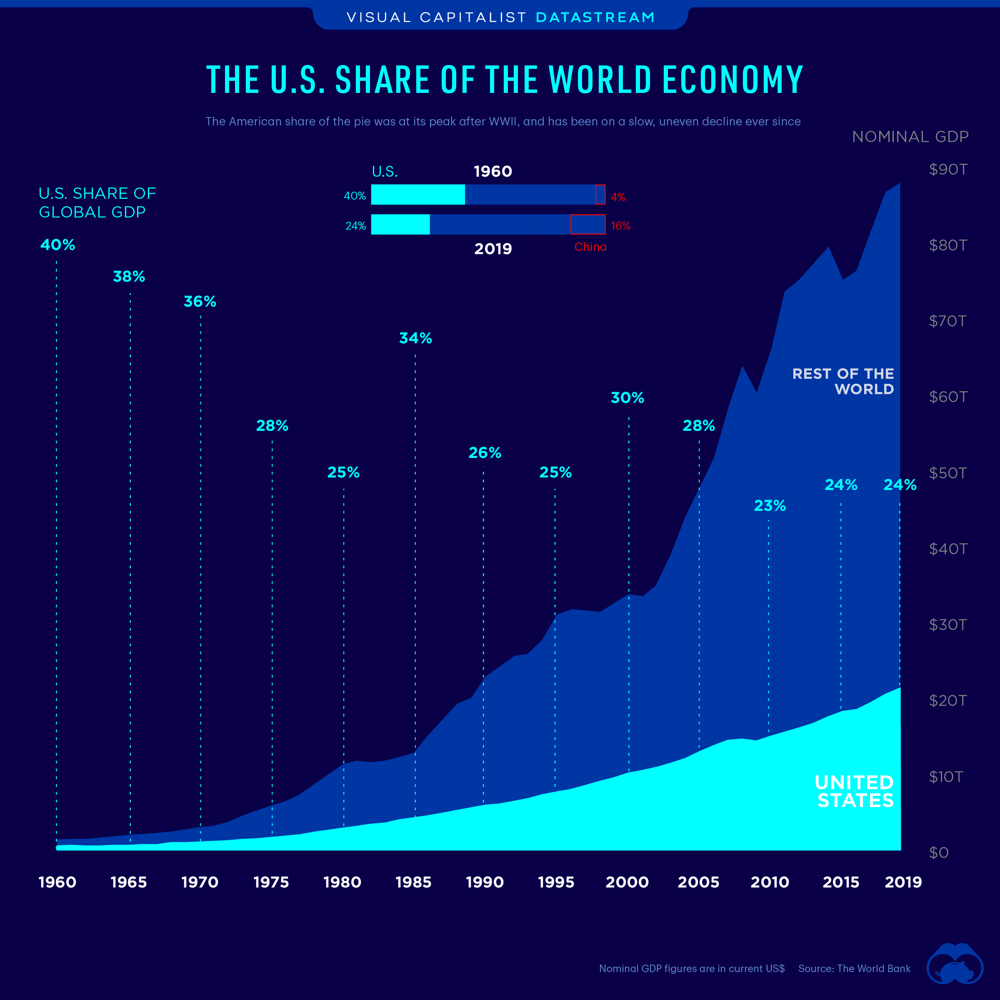 VISUAL CAPITALIST DATASTREAM
THE U.S. SHARE OF THE WORLD ECONOMY
The American share of the pie was at its peak after WWII, and has been on a slow, uneven decline ever since
NOMINAL GDP
U.S. SHARE OF
GLOBAL GDP
U.S.
1960
40%
4%
24%
16%
2019
China
40%
38%
36%
28%
25%
34%
26%
25%
30%
28%
23%
24%
24%
$90T
$80T
$70T
$60T
$50T
$40T
$30T
$20T
$10T
$0
REST OF THE
WORLD
UNITED
STATES
1960
1965
1970
1975
1980
1985
1990
1995
2000
2005
2010
2015
2019
Nominal GDP figures are in current US$
Source: The World Bank